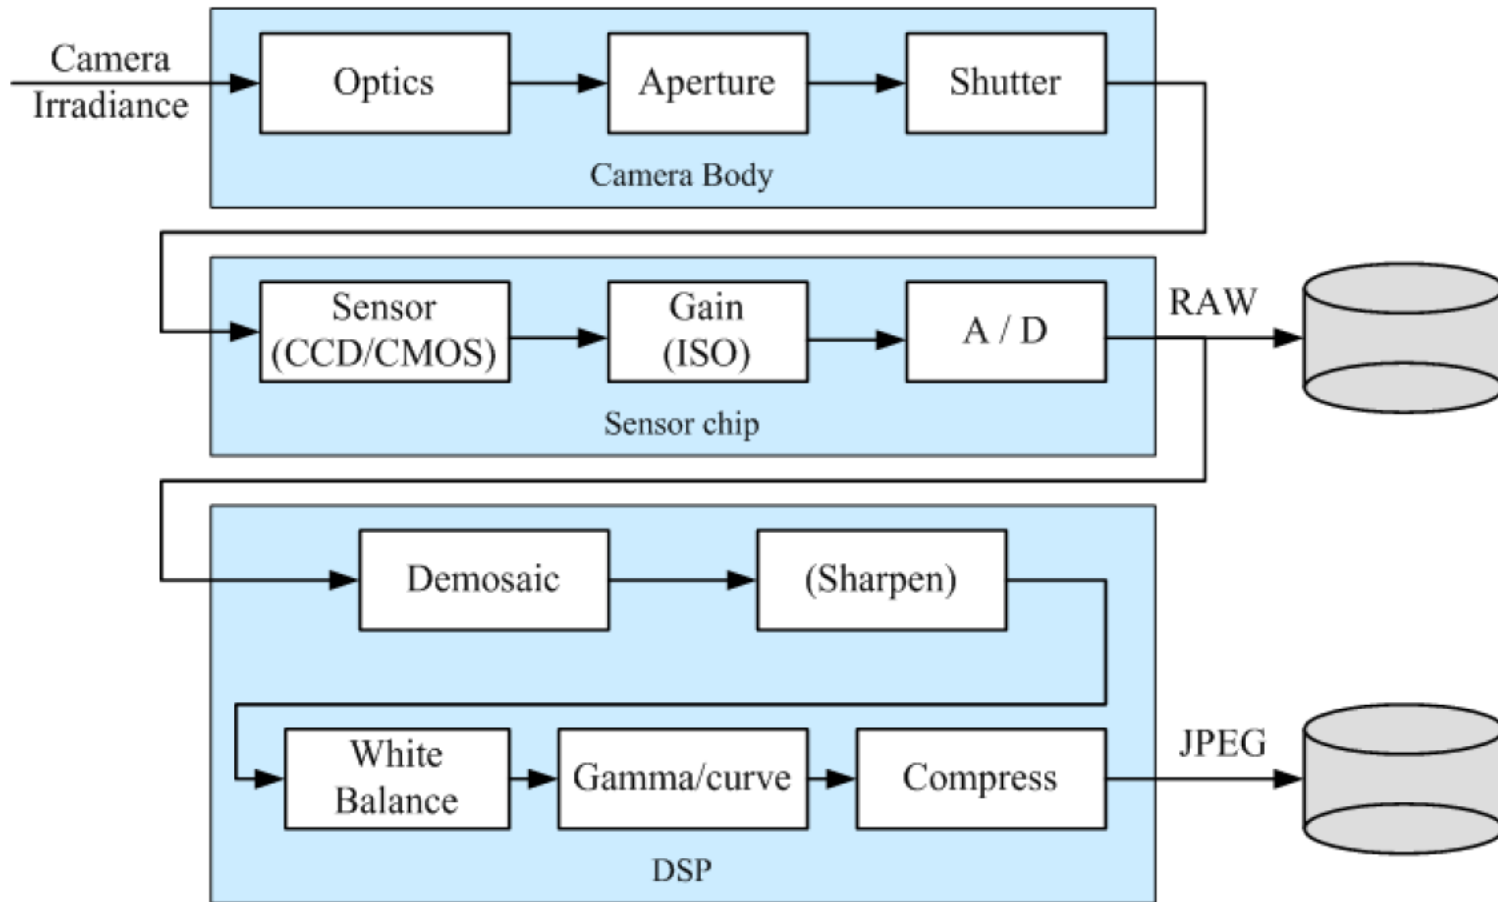 Camera
Irradiance
Optics
Aperture
Shutter
Camera Body
Sensor
(CCD/CMOS)
Gain
(ISO)
A / D
RAW
Sensor chip
Demosaic
(Sharpen)
White
Balance
Gamma/curve
Compress
JPEG
DSP